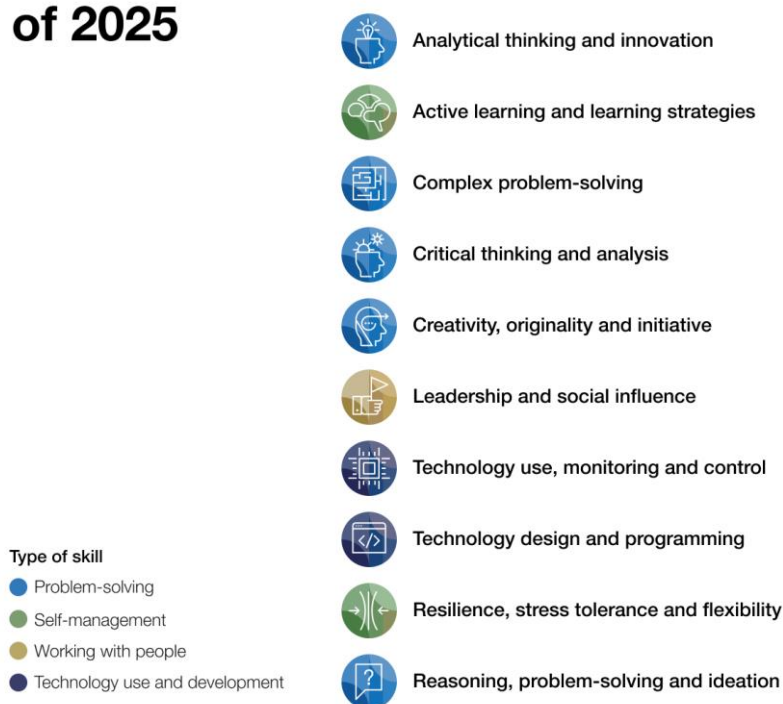 of 2025
Analytical thinking and innovation
Active learning and learning strategies
Complex problem-solving
Critical thinking and analysis
Creativity, originality and initiative
Leadership and social influence
Technology use, monitoring and control
Technology design and programming
Resilience, stress tolerance and flexibility
Reasoning, problem-solving and ideation
Type of skill
Problem-solving
Self-management
Working with people
Technology use and development